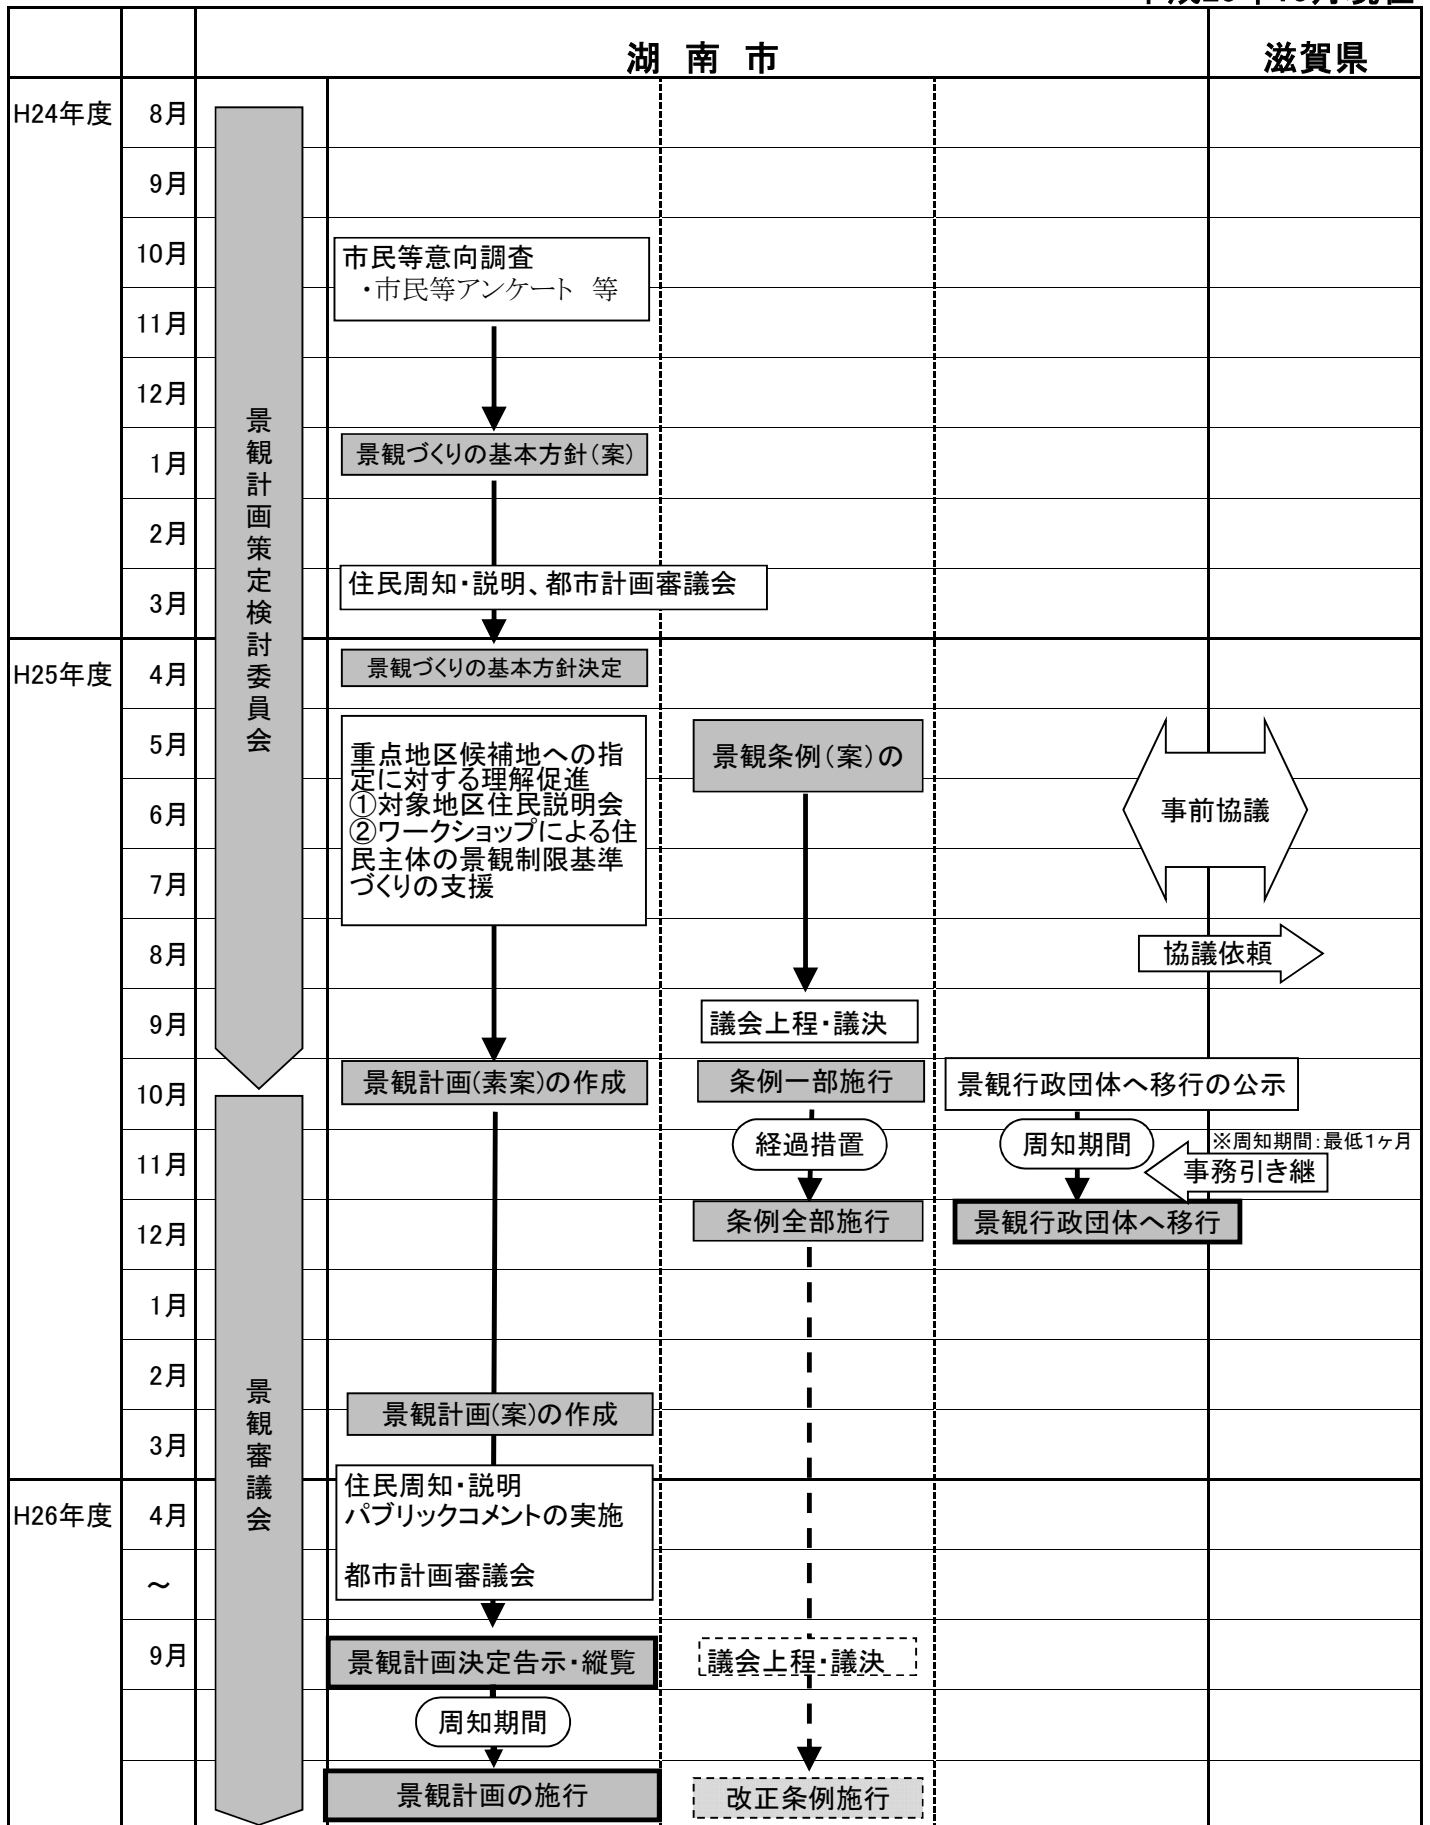 湖 南 市
滋賀県
H24年度
8月
9月
10月
市民等意向調査
・市民等アンケート 等
11月
12月
1月
景観づくりの基本方針(案)
2月
3月
住民周知・説明、都市計画審議会
景観計画策定検討委員会
H25年度
4月
景観づくりの基本方針決定
5月
6月
7月
重点地区候補地への指
定に対する理解促進
①対象地区住民説明会
②ワークショップによる住
民主体の景観制限基準
づくりの支援
景観条例(案)の
事前協議
8月
協議依頼
9月
議会上程・議決
10月
景観計画(素案)の作成
条例一部施行
景観行政団体へ移行の公示
11月
経過措置
周知期間
※周知期間:最低1ヶ月
事務引き継
12月
条例全部施行
景観行政団体へ移行
1月
2月
景観計画(案)の作成
3月
景観審議会
H26年度
4月
住民周知・説明
パブリックコメントの実施
都市計画審議会
~
9月
景観計画決定告示・縦覧
議会上程・議決
周知期間
景観計画の施行
改正条例施行